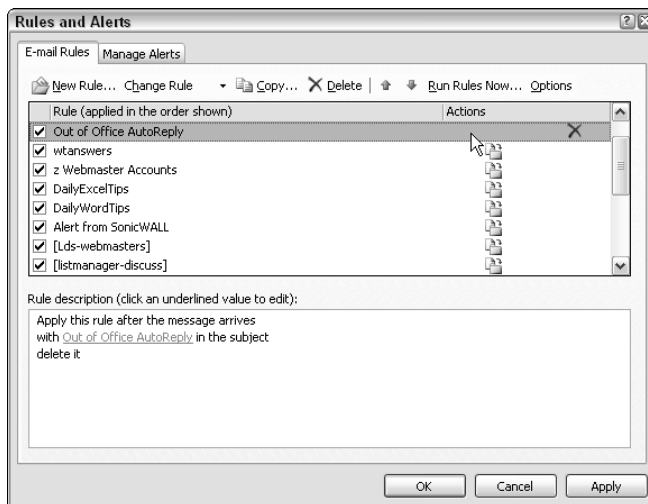 Rules and Alerts
E-mail Rules Manage Alerts
New Rule... Change Rule Copy... Delete Run Rules Now... Options
Rule (applied in the order shown) Actions
Out of Office AutoReply
wtanswers
z Webmaster Accounts
DailyExcelTips
DailyWordTips
Alert from SonicWALL
[Lds-webmasters]
[listmanager-discuss]
Rule description (click an underlined value to edit):
Apply this rule after the message arrives
with Out of Office AutoReply in the subject
delete it
OK Cancel Apply